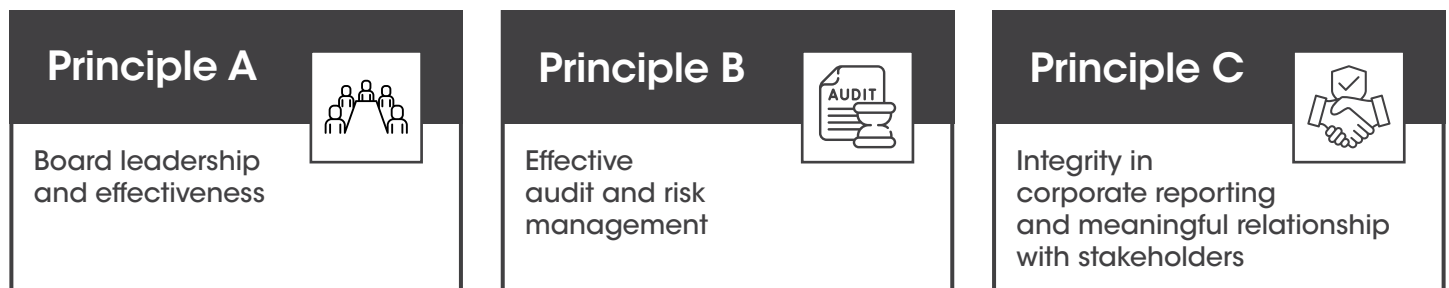 Principle A
Board leadership
and effectiveness
Principle B
AUDIT
Effective
audit and risk
management
Principle C
Integrity in
corporate reporting
and meaningful relationship
with stakeholders